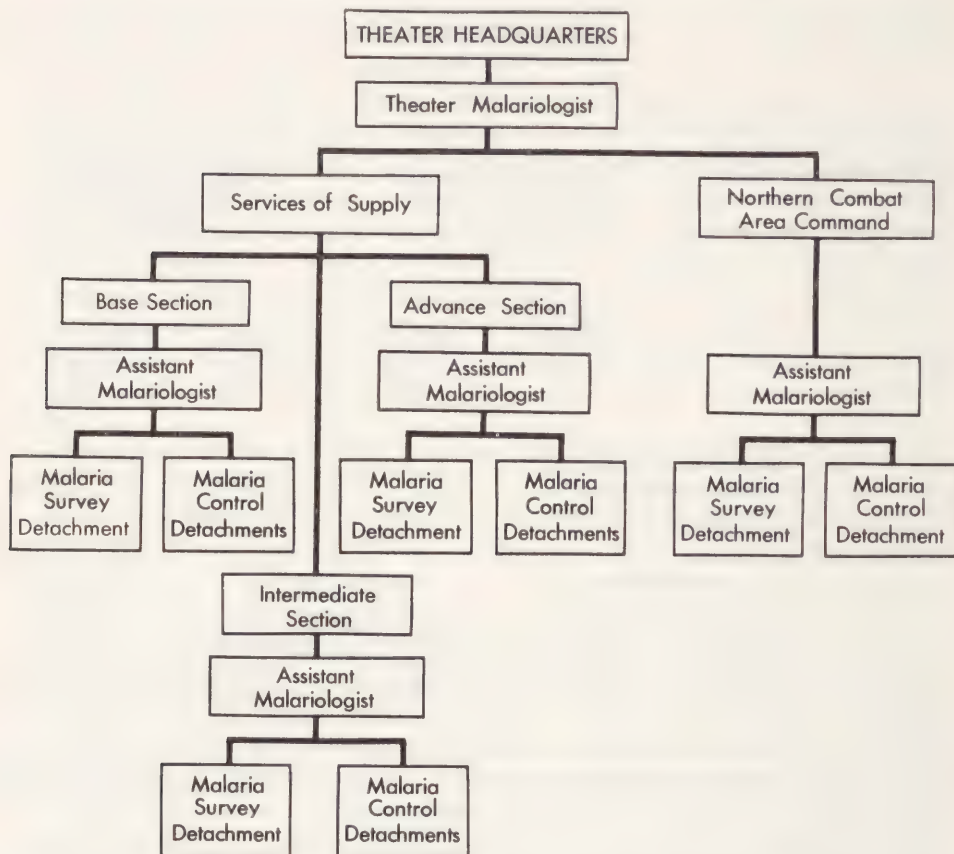 THEATER HEADQUARTERS
Theater Malariologist
Services of Supply
Northern Combat
Area Command
Base Section
Advance Section
Assistant
Malariologist
Assistant
Malariologist
Assistant
Malariologist
Malaria
Survey
Detachment
Malaria
Control
Detachments
Malaria
Survey
Detachment
Malaria
Control
Detachments
Malaria
Survey
Detachment
Malaria
Control
Detachment
Intermediate
Section
Assistant
Malariologist
Malaria
Survey
Detachment
Malaria
Control
Detachments